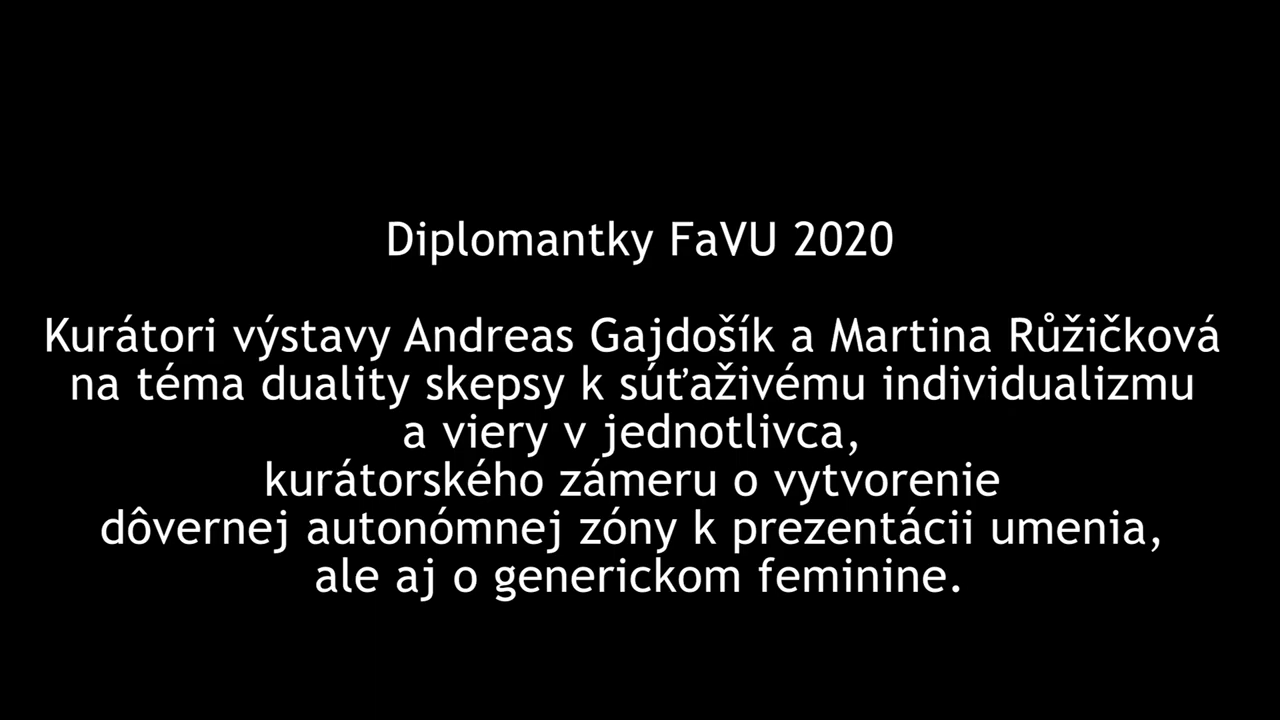 Diplomantky FaVU 2020
Kurátori výstavy Andreas Gajdošík a Martina Růžičková
na téma duality skepsy k súťaživému individualizmu
a viery v jednotlivca,
kurátorského zámeru o vytvorenie
dôvernej autonómnej zóny k prezentácii umenia,
ale aj o generickom feminine.